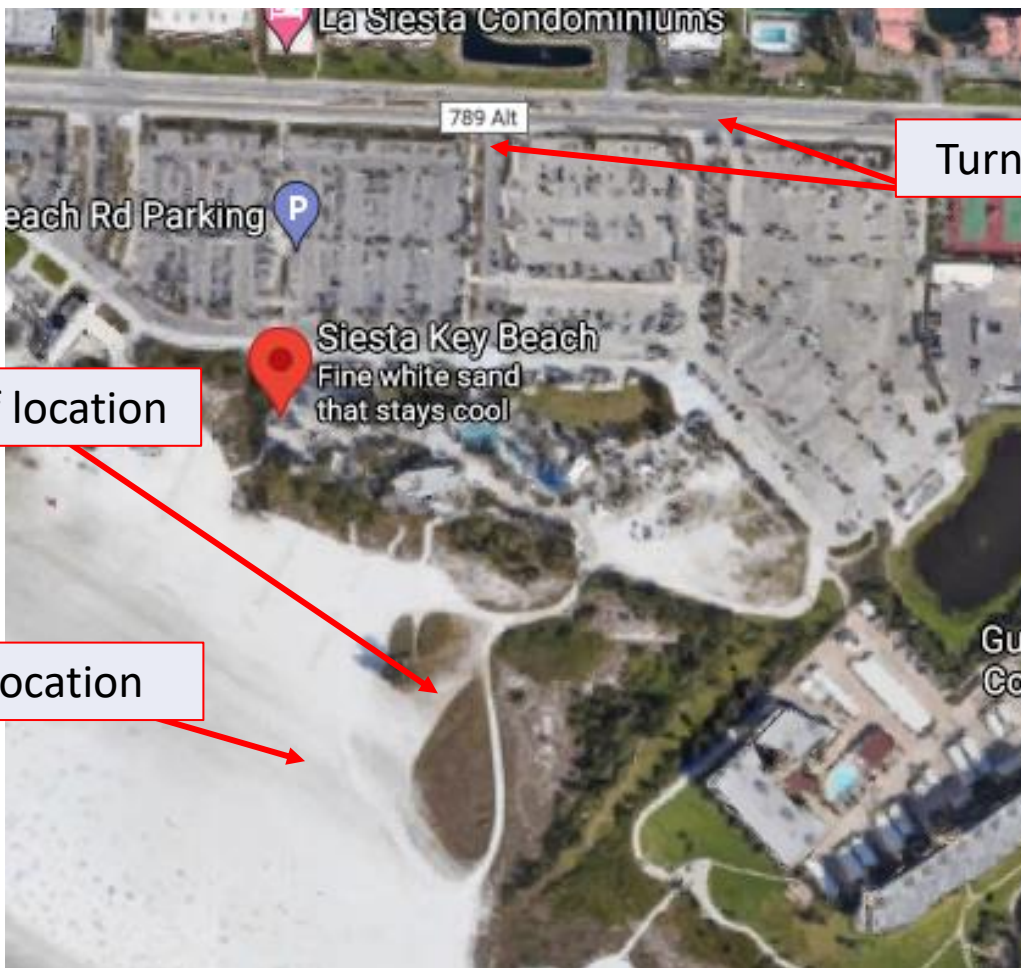 La Siesta Condominiums
789 Alt
Turn
each Rd Parking
P
Siesta Key Beach
Fine white sand
that stays cool
location
ocation
Gu
Co